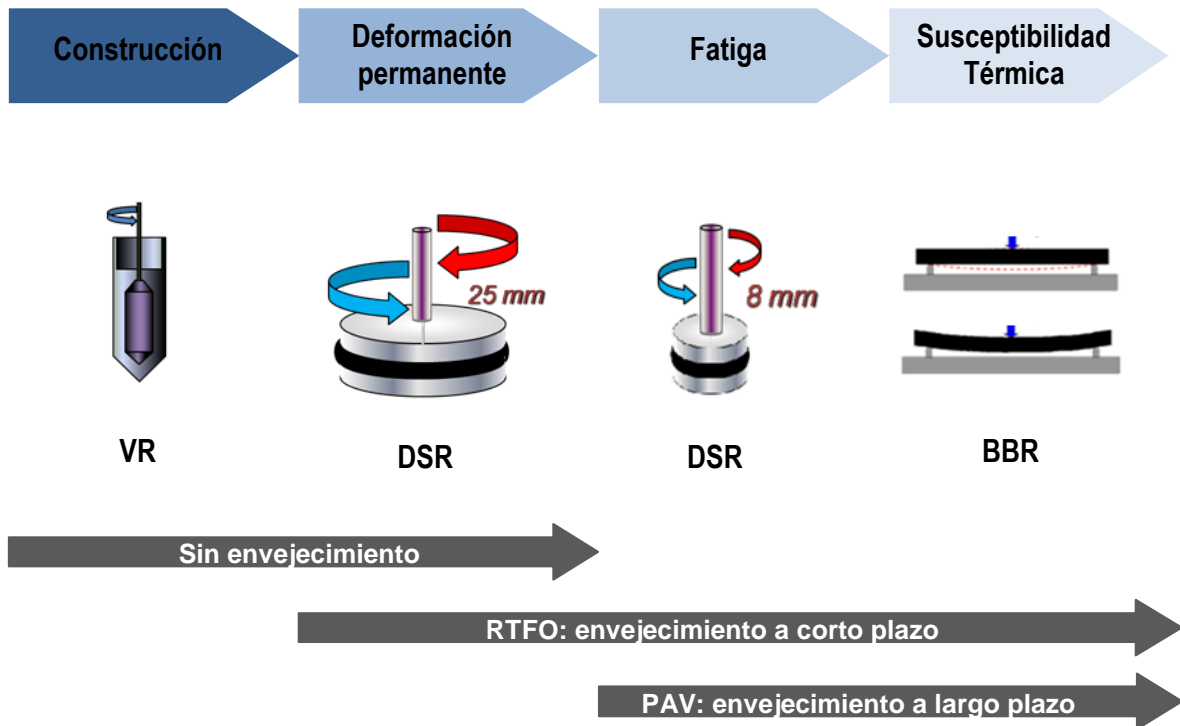 Construcción
Deformación
permanente
Fatiga
Susceptibilidad
Térmica
25 mm
8 mm
VR
DSR
DSR
BBR
Sin envejecimiento
RTFO: envejecimiento a corto plazo
PAV: envejecimiento a largo plazo